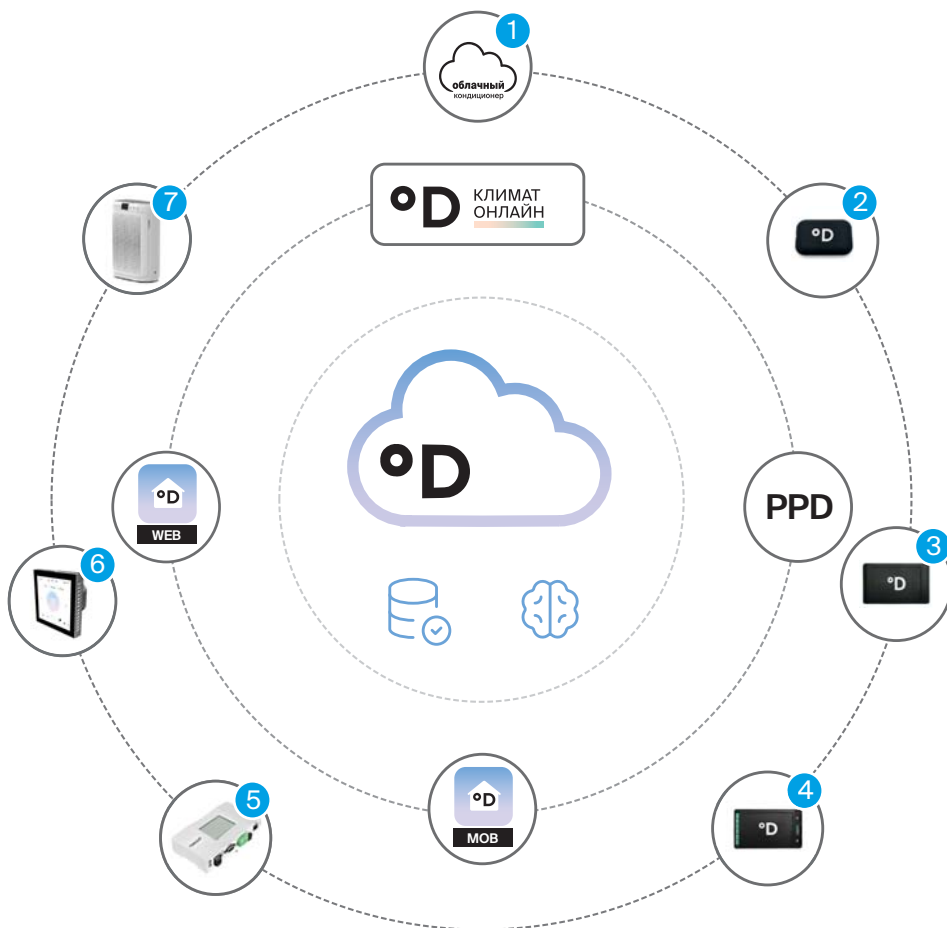 1
облачный
кондиционер
7
°D
КЛИМАТ
ОНЛАЙН
2
°D
°D
°D
WEB
PPD
3
°D
6
5
°D
MOB
4
°D